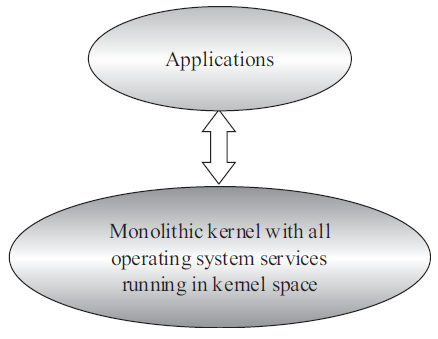 Applications
Monolithic kernel with all
operating system services
running in kernel space